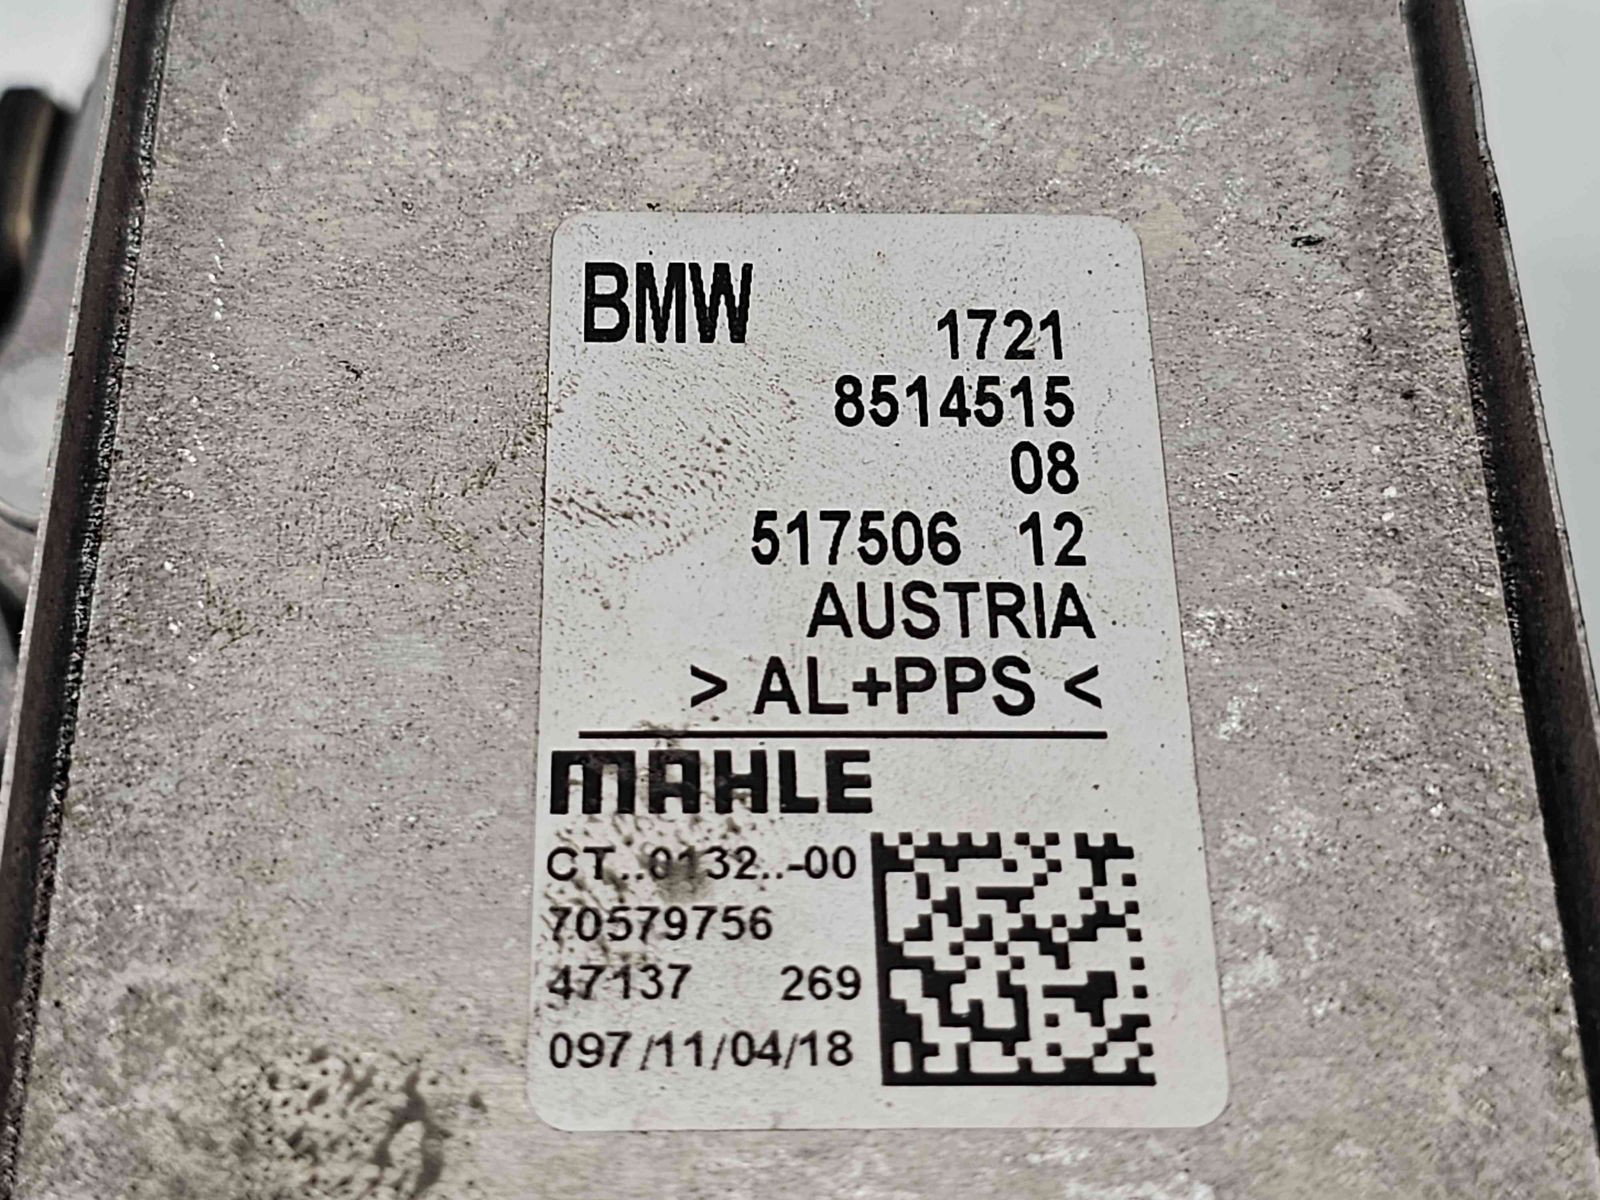 BMW
1721
8514515
08
517506 12
AUSTRIA
> AL+PPS <
MAHLE
CT..0132..-00
70579756
47137 269
097/11/04/18